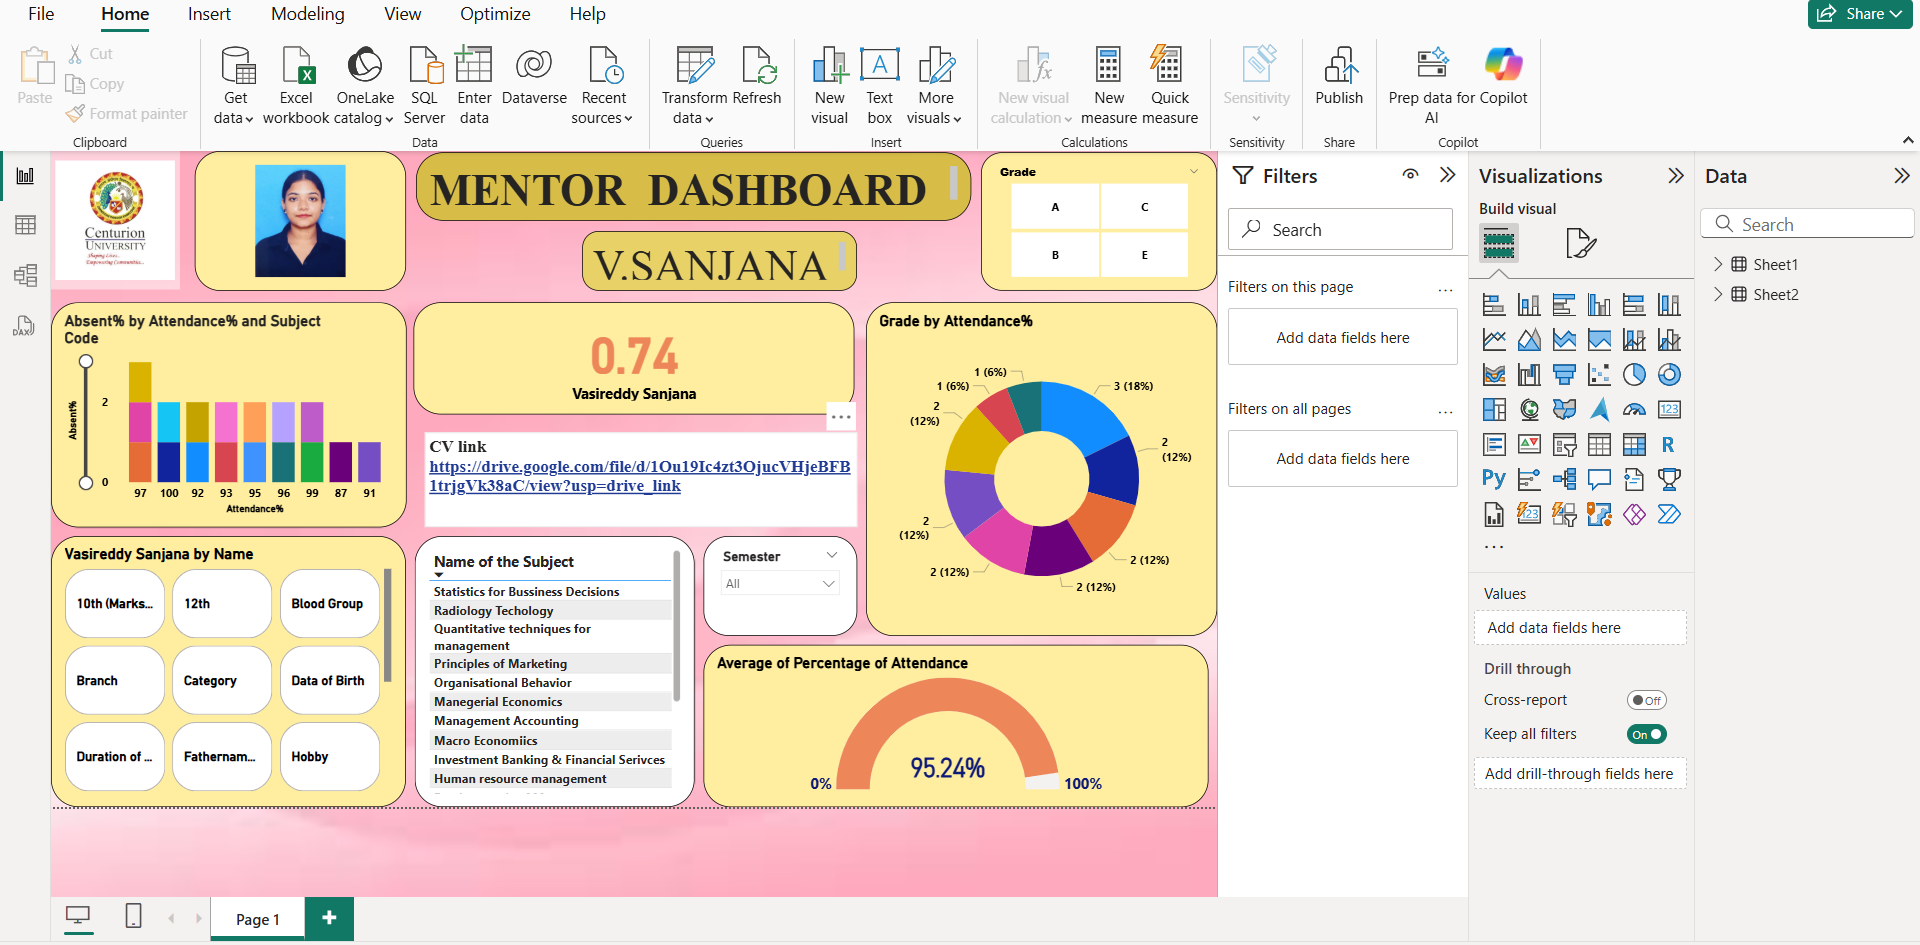 File Home Insert Modeling View Optimize Help
Share
Paste
Cut
Copy
Format painter
Clipboard
Get data
Excel workbook
OneLake catalog
SQL Server
Enter data
Dataverse
Recent sources
Data
Transform data
Refresh
Queries
New visual
Text box
More visuals
Insert
New visual calculation
New measure
Quick measure
Calculations
Sensitivity
Sensitivity
Publish
Share
Prep data for AI
Copilot
Copilot
DAX
Centurion
UNIVERSITY
Shaping Lives...
Empowering Communities...
MENTOR DASHBOARD
V.SANJANA
Grade
A
C
B
E
Absent% by Attendance% and Subject
Code
Absent%
2
0
97 100 92 93 95 96 99 87 91
Attendance%
0.74
Vasireddy Sanjana
CV link
https://drive.google.com/file/d/1Ou19Ic4zt3OjucVHjeBFB
1trjgVk38aC/view?usp=drive_link
Grade by Attendance%
1 (6%)
3 (18%)
1 (6%)
2
(12%)
2
(12%)
2
(12%)
2 (12%)
2 (12%)
2 (12%)
Vasireddy Sanjana by Name
10th (Marks...
12th
Blood Group
Branch
Category
Data of Birth
Duration of ...
Fathernam...
Hobby
Name of the Subject
Statistics for Bussiness Decisions
Radiology Techology
Quantitative techniques for
management
Principles of Marketing
Organisational Behavior
Manegerial Economics
Management Accounting
Macro Economiics
Investment Banking & Financial Serivces
Human resource management
Semester
All
Average of Percentage of Attendance
95.24%
0%
100%
Filters
Search
Filters on this page
...
Add data fields here
Filters on all pages
...
Add data fields here
Visualizations
Build visual
123
R
Py
123
...
Values
Add data fields here
Drill through
Cross-report
Off
Keep all filters
On
Add drill-through fields here
Data
Search
Sheet1
Sheet2
Page 1